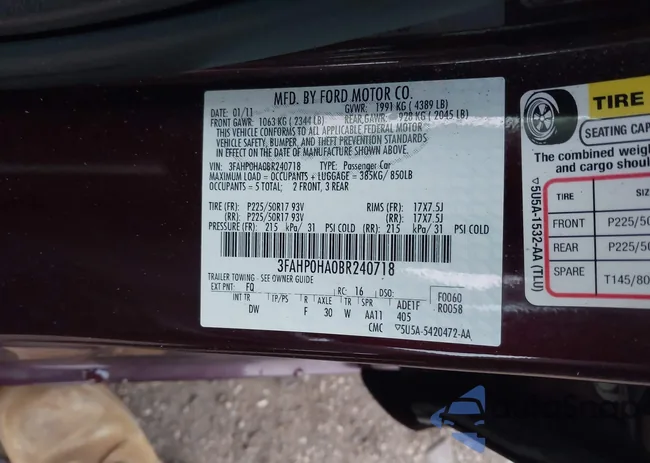 MFD. BY FORD MOTOR CO.
DATE: 01/11 GVWR: 1991 KG ( 4389 LB)
FRONT GAWR: 1063 KG ( 2344 LB) REAR GAWR: 928 KG ( 2045 LB)
THIS VEHICLE CONFORMS TO ALL APPLICABLE FEDERAL MOTOR
VEHICLE SAFETY, BUMPER, AND THEFT PREVENTION STANDARDS
IN EFFECT ON THE DATE OF MANUFACTURE SHOWN ABOVE.
VIN: 3FAHP0HA0BR240718 TYPE: Passenger Car
MAXIMUM LOAD = OCCUPANTS + LUGGAGE = 385KG/ 850LB
OCCUPANTS = 5 TOTAL; 2 FRONT, 3 REAR
TIRE (FR): P225/50R17 93V RIMS (FR): 17X7.5J
(RR): P225/50R17 93V (RR): 17X7.5J
PRESSURE (FR): 215 kPa/ 31 PSI COLD (RR): 215 kPa/ 31 PSI COLD
3FAHP0HA0BR240718
TRAILER TOWING - SEE OWNER GUIDE
EXT PNT: FQ RC: 16 DSO: F0060
R0058
INT TR TP/PS R AXLE TR SPR ADE1F
DW F 30 W AA11 405
CMC 5U5A-5420472-AA
TIRE
SEATING CAP
The combined weigh
and cargo shoul
TIRE SIZ
FRONT P225/50
REAR P225/50
SPARE T145/80
5U5A-1532-AA (TLU)